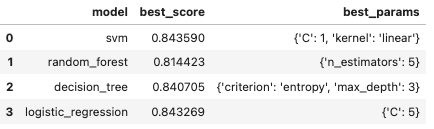 model best_score best_params
0 svm 0.843590 {'C': 1, 'kernel': 'linear'}
1 random_forest 0.814423 {'n_estimators': 5}
2 decision_tree 0.840705 {'criterion': 'entropy', 'max_depth': 3}
3 logistic_regression 0.843269 {'C': 5}